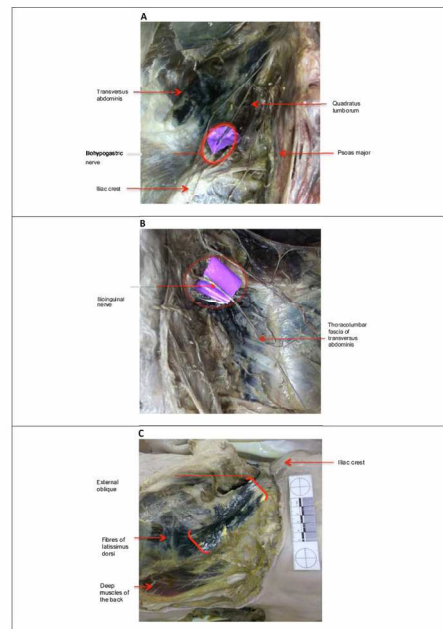 A
Transversus
abdominis
Quadratus
lumborum
Iliohypogastric
nerve
Psoas major
Iliac crest
B
Ilioinguinal
nerve
Thoracolumbar
fascia of
transversus
abdominis
C
Iliac crest
External
oblique
Fibres of
latissimus
dorsi
Deep
muscles of
the back